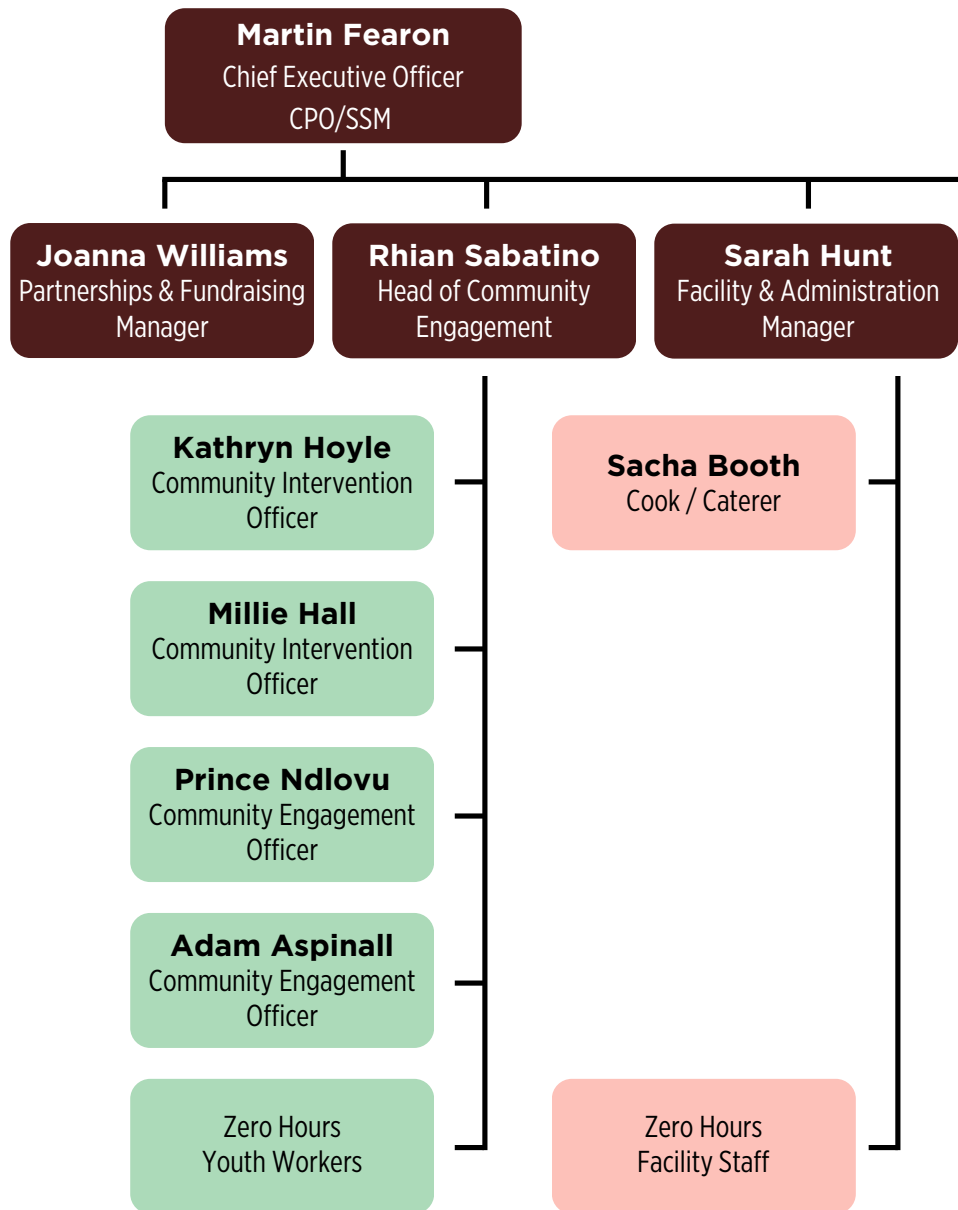 Martin Fearon
Chief Executive Officer
CPO/SSM
Joanna Williams
Partnerships & Fundraising
Manager
Rhian Sabatino
Head of Community
Engagement
Sarah Hunt
Facility & Administration
Manager
Kathryn Hoyle
Community Intervention
Officer
Millie Hall
Community Intervention
Officer
Prince Ndlovu
Community Engagement
Officer
Adam Aspinall
Community Engagement
Officer
Zero Hours
Youth Workers
Sacha Booth
Cook / Caterer
Zero Hours
Facility Staff